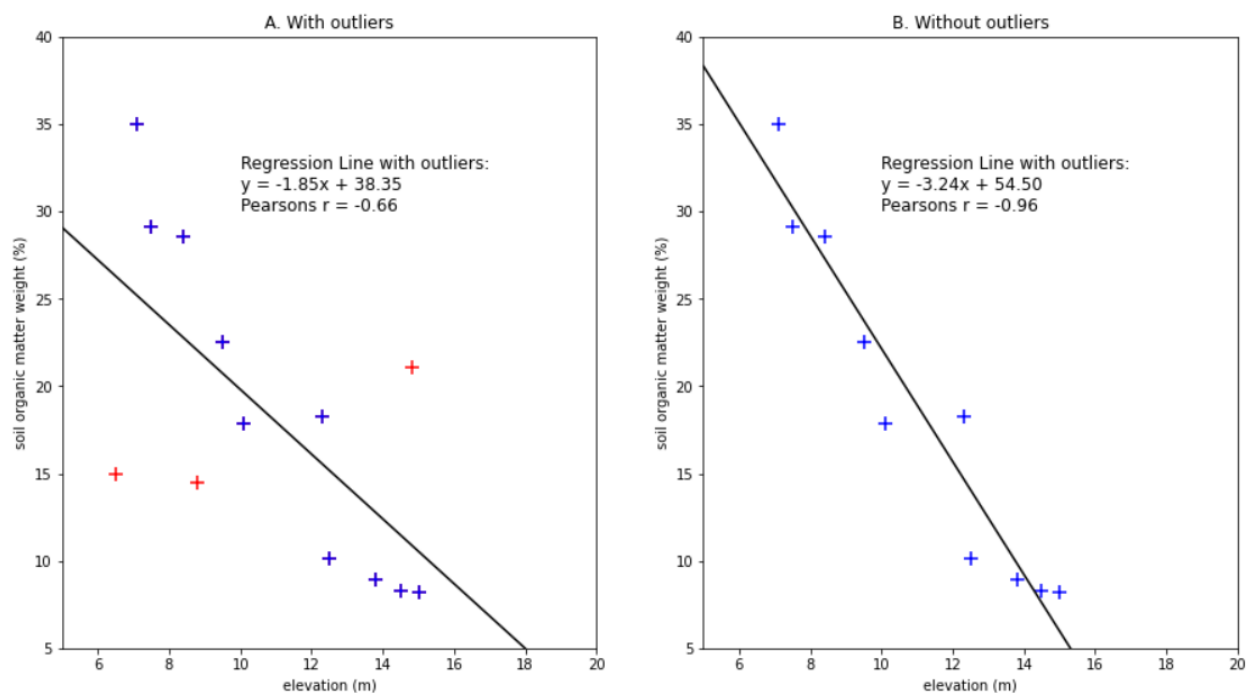 A. With outliers
40
35
30
25
20
15
10
5
soil organic matter weight (%)
Regression Line with outliers:
y = -1.85x + 38.35
Pearsons r = -0.66
6 8 10 12 14 16 18 20
elevation (m)
B. Without outliers
40
35
30
25
20
15
10
5
soil organic matter weight (%)
Regression Line with outliers:
y = -3.24x + 54.50
Pearsons r = -0.96
6 8 10 12 14 16 18 20
elevation (m)